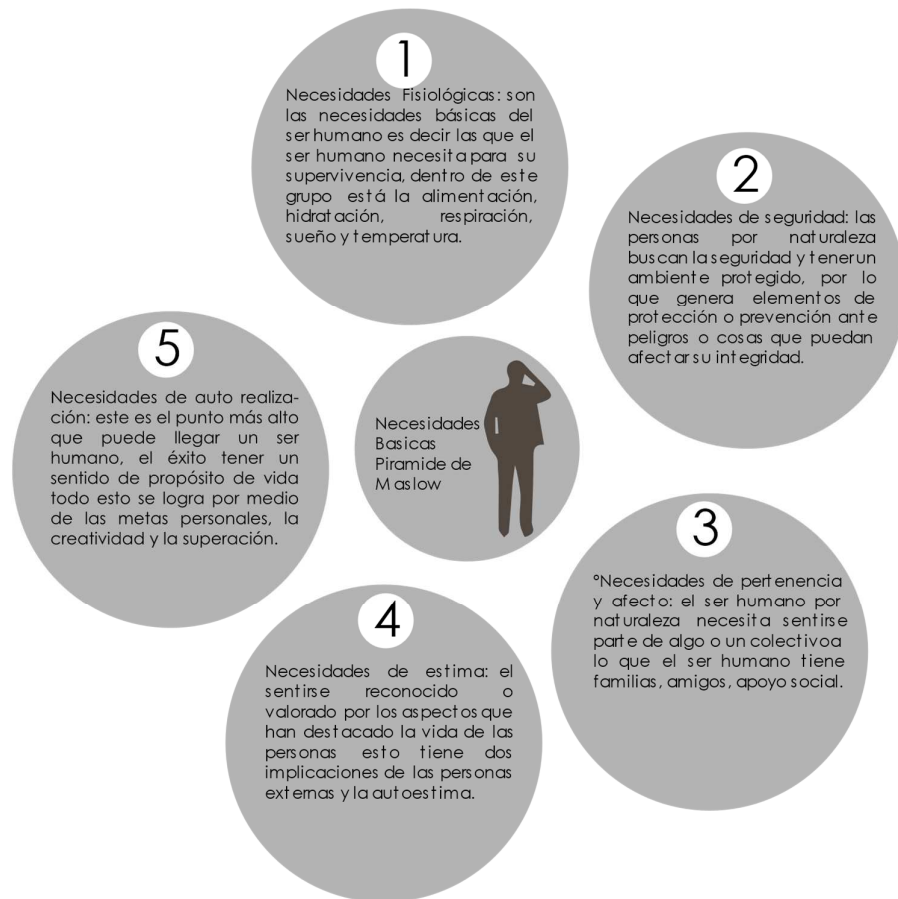 1
Necesidades Fisiológicas: son
las necesidades básicas del
ser humano es decir las que el
ser humano necesita para su
supervivencia, dentro de este
grupo está la alimentación,
hidratación, respiración,
sueño y temperatura.
2
Necesidades de seguridad: las
personas por naturaleza
buscan la seguridad y tener un
ambiente protegido, por lo
que genera elementos de
protección o prevención ante
peligros o cosas que puedan
afectar su integridad.
3
°Necesidades de pertenencia
y afecto: el ser humano por
naturaleza necesita sentirse
parte de algo o un colectivo a
lo que el ser humano tiene
familias, amigos, apoyo social.
4
Necesidades de estima: el
sentirse reconocido o
valorado por los aspectos que
han destacado la vida de las
personas esto tiene dos
implicaciones de las personas
externas y la autoestima.
5
Necesidades de auto realiza-
ción: este es el punto más alto
que puede llegar un ser
humano, el éxito tener un
sentido de propósito de vida
todo esto se logra por medio
de las metas personales, la
creatividad y la superación.
Necesidades
Basicas
Piramide de
Maslow